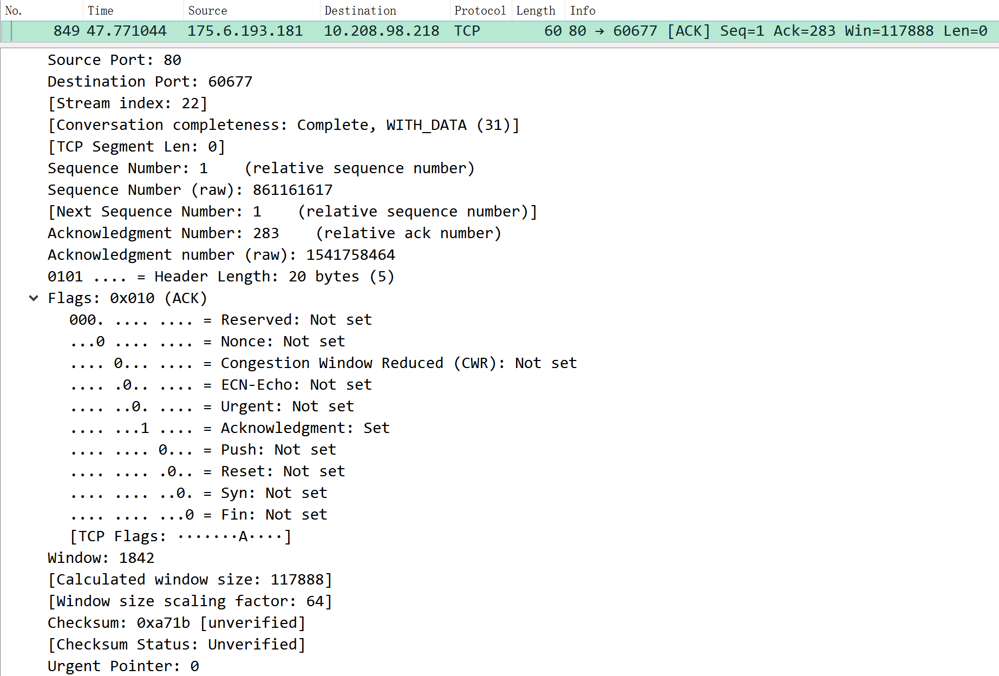 No. Time Source Destination Protocol Length Info
849 47.771044 175.6.193.181 10.208.98.218 TCP 60 80 → 60677 [ACK] Seq=1 Ack=283 Win=117888 Len=0
Source Port: 80
Destination Port: 60677
[Stream index: 22]
[Conversation completeness: Complete, WITH_DATA (31)]
[TCP Segment Len: 0]
Sequence Number: 1    (relative sequence number)
Sequence Number (raw): 861161617
[Next Sequence Number: 1    (relative sequence number)]
Acknowledgment Number: 283    (relative ack number)
Acknowledgment number (raw): 1541758464
0101 .... = Header Length: 20 bytes (5)
Flags: 0x010 (ACK)
000. .... .... = Reserved: Not set
...0 .... .... = Nonce: Not set
.... 0... .... = Congestion Window Reduced (CWR): Not set
.... .0.. .... = ECN-Echo: Not set
.... ..0. .... = Urgent: Not set
.... ...1 .... = Acknowledgment: Set
.... .... 0... = Push: Not set
.... .... .0.. = Reset: Not set
.... .... ..0. = Syn: Not set
.... .... ...0 = Fin: Not set
[TCP Flags: ·······A····]
Window: 1842
[Calculated window size: 117888]
[Window size scaling factor: 64]
Checksum: 0xa71b [unverified]
[Checksum Status: Unverified]
Urgent Pointer: 0